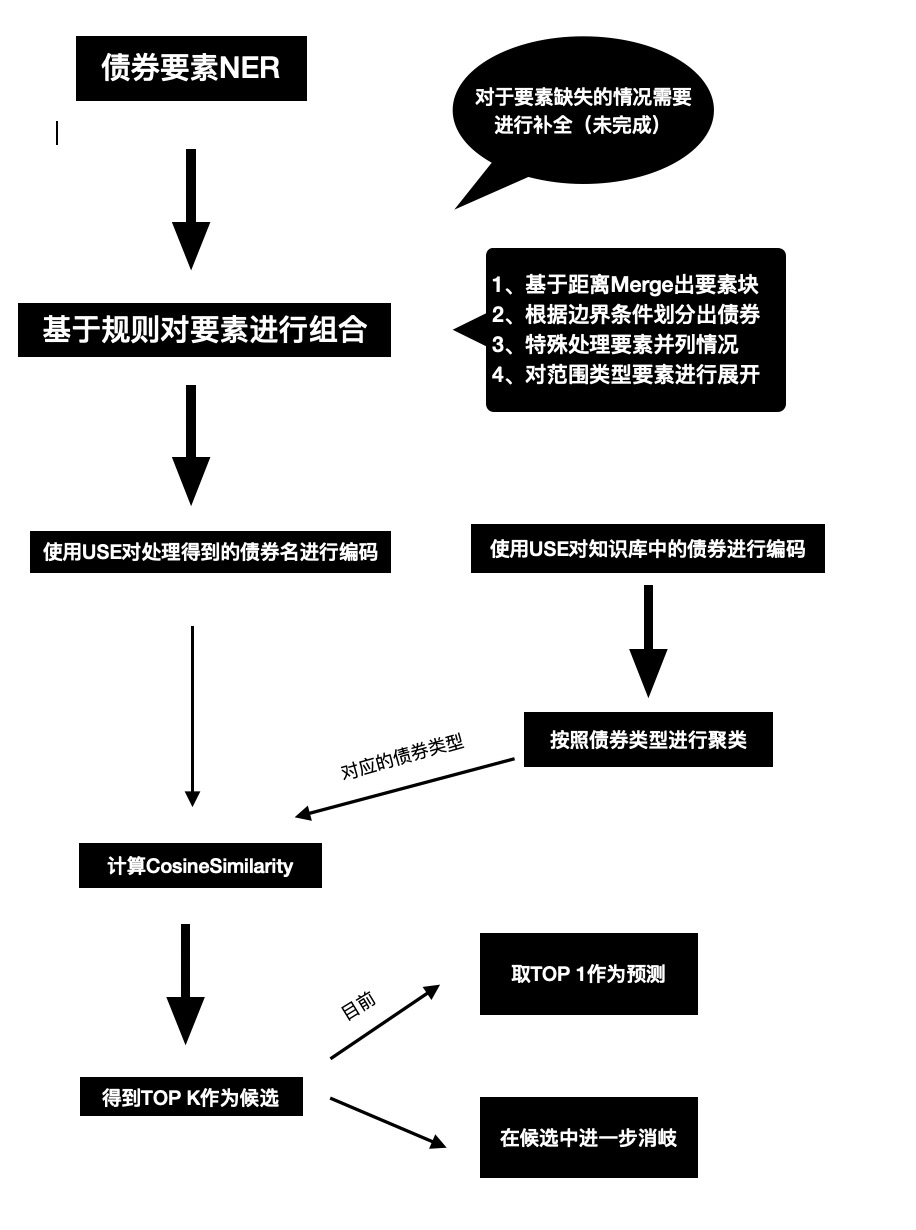 债券要素NER
对于要素缺失的情况需要
进行补全（未完成）
1、基于距离Merge出要素块
2、根据边界条件划分出债券
3、特殊处理要素并列情况
4、对范围类型要素进行展开
基于规则对要素进行组合
使用USE对处理得到的债券名进行编码
使用USE对知识库中的债券进行编码
按照债券类型进行聚类
对应的债券类型
计算CosineSimilarity
取TOP 1作为预测
目前
得到TOP K作为候选
在候选中进一步消岐